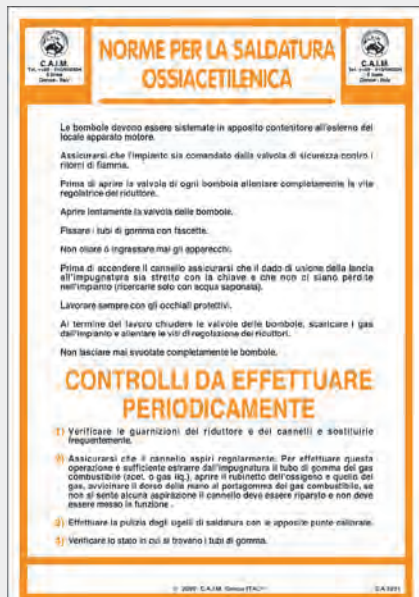 C.A.I.M.
C.A.I.M.
NORME PER LA SALDATURA
OSSIACETILENICA
Le bombole devono essere sistemate in apposito contenitore all'esterno del
locale apparato motore.
Assicurarsi che l'impianto sia comandato dalla valvola di sicurezza contro i
ritorni di fiamma.
Prima di aprire la valvola di ogni bombola allentare completamente la vite
regolatrice del riduttore.
Aprire lentamente la valvola delle bombole.
Fissare i tubi di gomma con fascette.
Non oliare o ingrassare mai gli apparecchi.
Prima di accendere il cannello assicurarsi che il dado di unione della lancia
all'impugnatura sia stretto con la chiave e che non ci siano perdite
nell'impianto (ricercarle solo con acqua saponata).
Lavorare sempre con gli occhiali protettivi.
Al termine del lavoro chiudere le valvole delle bombole, scaricare i gas
dall'impianto e allentare le viti di regolazione dei riduttori.
Non lasciare mai svuotate completamente le bombole.
CONTROLLI DA EFFETTUARE
PERIODICAMENTE
1) Verificare le guarnizioni del riduttore e dei cannelli e sostituirle
frequentemente.
2) Assicurarsi che il cannello aspiri regolarmente. Per effettuare questa
operazione è sufficiente estrarre dall'impugnatura il tubo di gomma del gas
combustibile (acet. o gas liq.), aprire il rubinetto dell'ossigeno e quello del
gas, avvicinare il dorso della mano al portagomma del gas combustibile, se
non si sente alcuna aspirazione il cannello deve essere riparato e non deve
essere messo in funzione.
3) Effettuare la pulizia degli ugelli di saldatura con le apposite punte calibrate.
4) Verificare lo stato in cui si trovano i tubi di gomma.
C.A.I.M. Genova ITALY